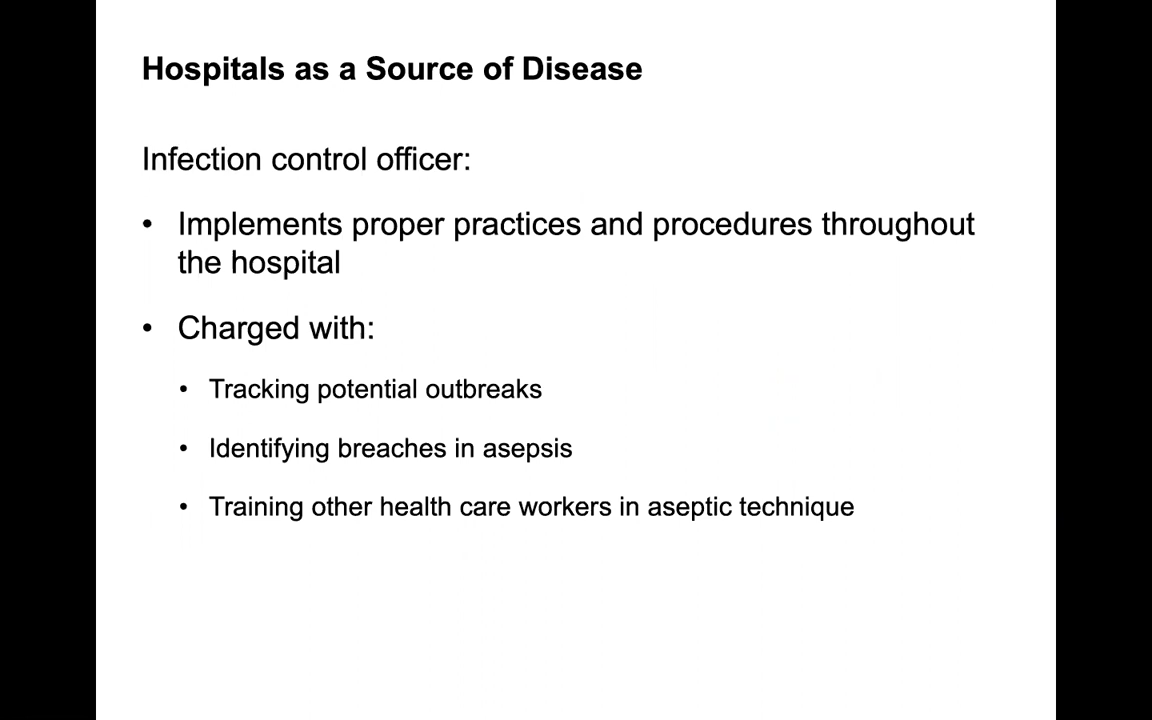 Hospitals as a Source of Disease
Infection control officer:
• Implements proper practices and procedures throughout
the hospital
• Charged with:
• Tracking potential outbreaks
• Identifying breaches in asepsis
• Training other health care workers in aseptic technique